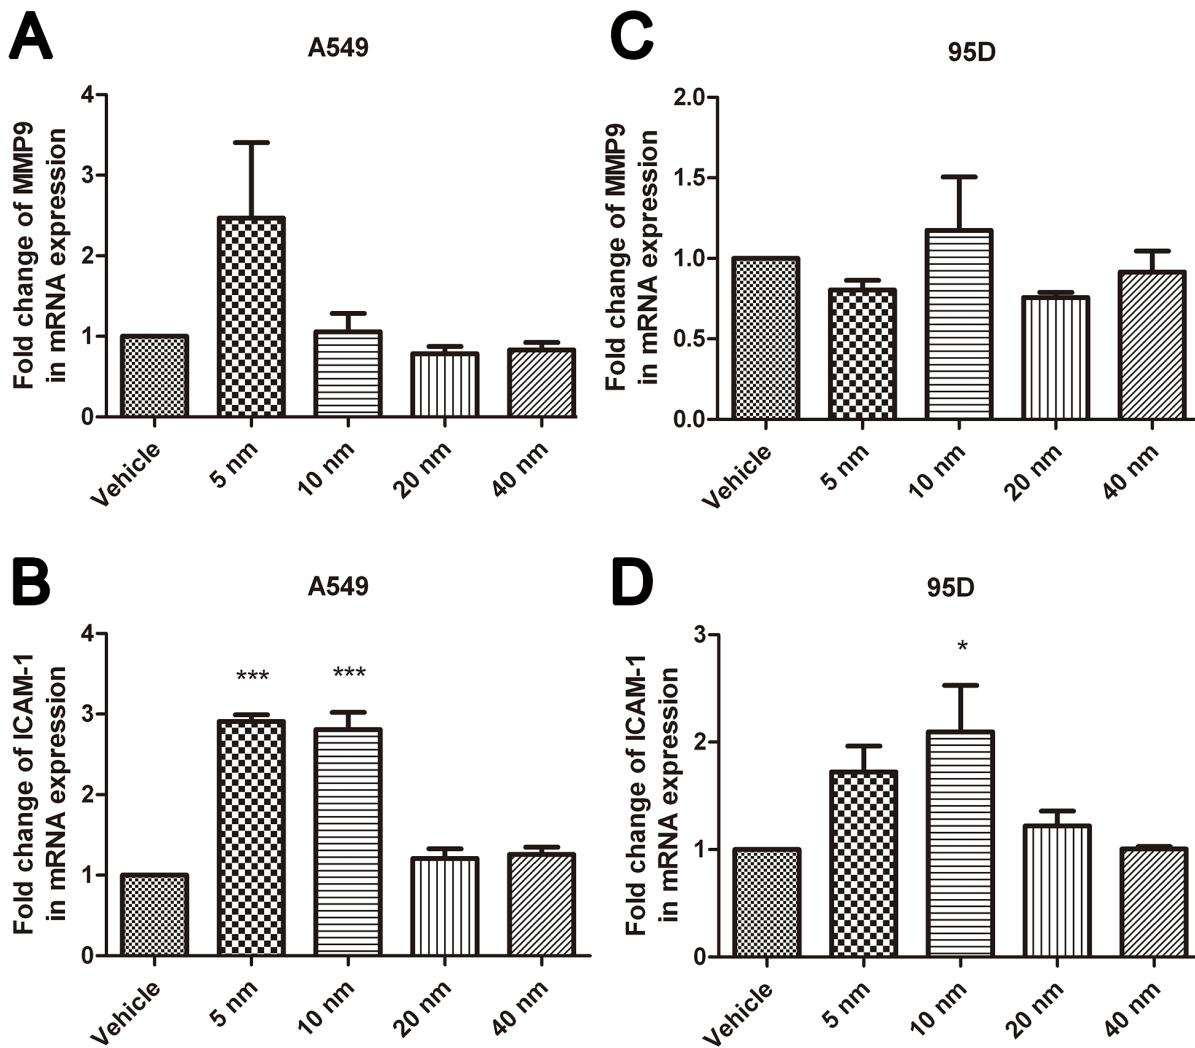 A
A549
Fold change of MMP9
in mRNA expression
4
3
2
1
0
Vehicle
5 nm
10 nm
20 nm
40 nm
C
95D
Fold change of MMP9
in mRNA expression
2.0
1.5
1.0
0.5
0.0
Vehicle
5 nm
10 nm
20 nm
40 nm
B
A549
Fold change of ICAM-1
in mRNA expression
4
3
2
1
0
***
***
Vehicle
5 nm
10 nm
20 nm
40 nm
D
95D
Fold change of ICAM-1
in mRNA expression
3
2
1
0
*
Vehicle
5 nm
10 nm
20 nm
40 nm